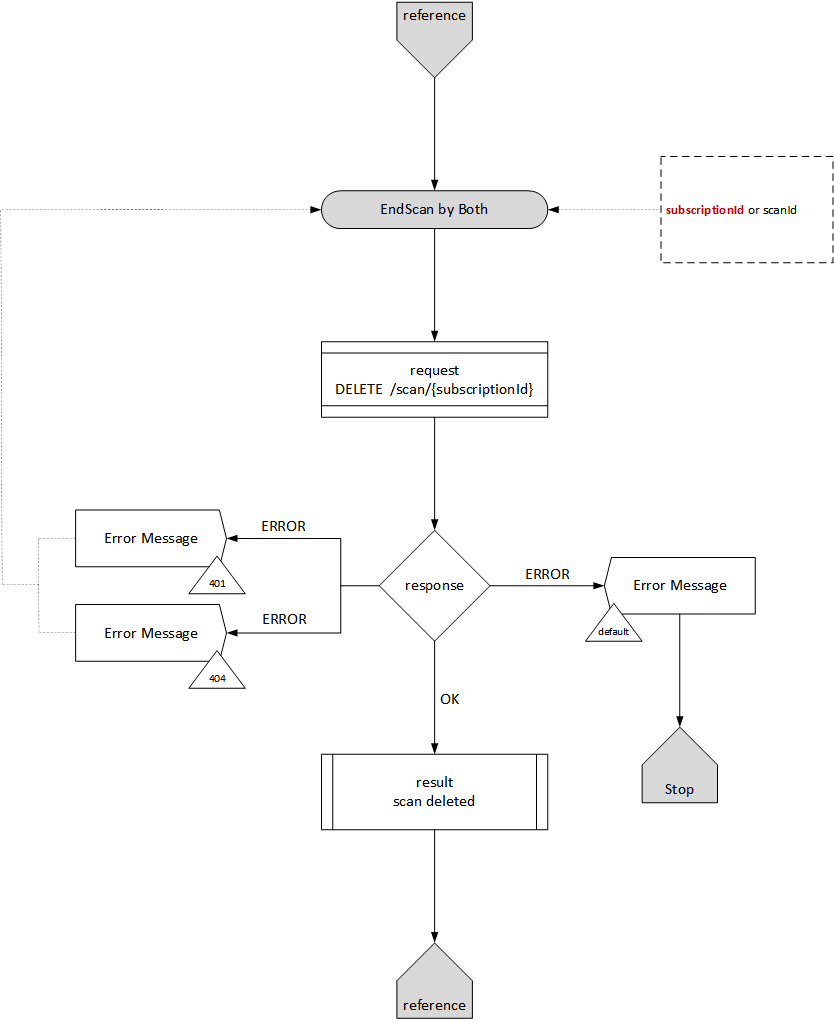 reference
EndScan by Both
subscriptionId or scanId
request
DELETE /scan/{subscriptionId}
ERROR
Error Message
401
response
ERROR
Error Message
default
ERROR
Error Message
404
OK
result
scan deleted
Stop
reference